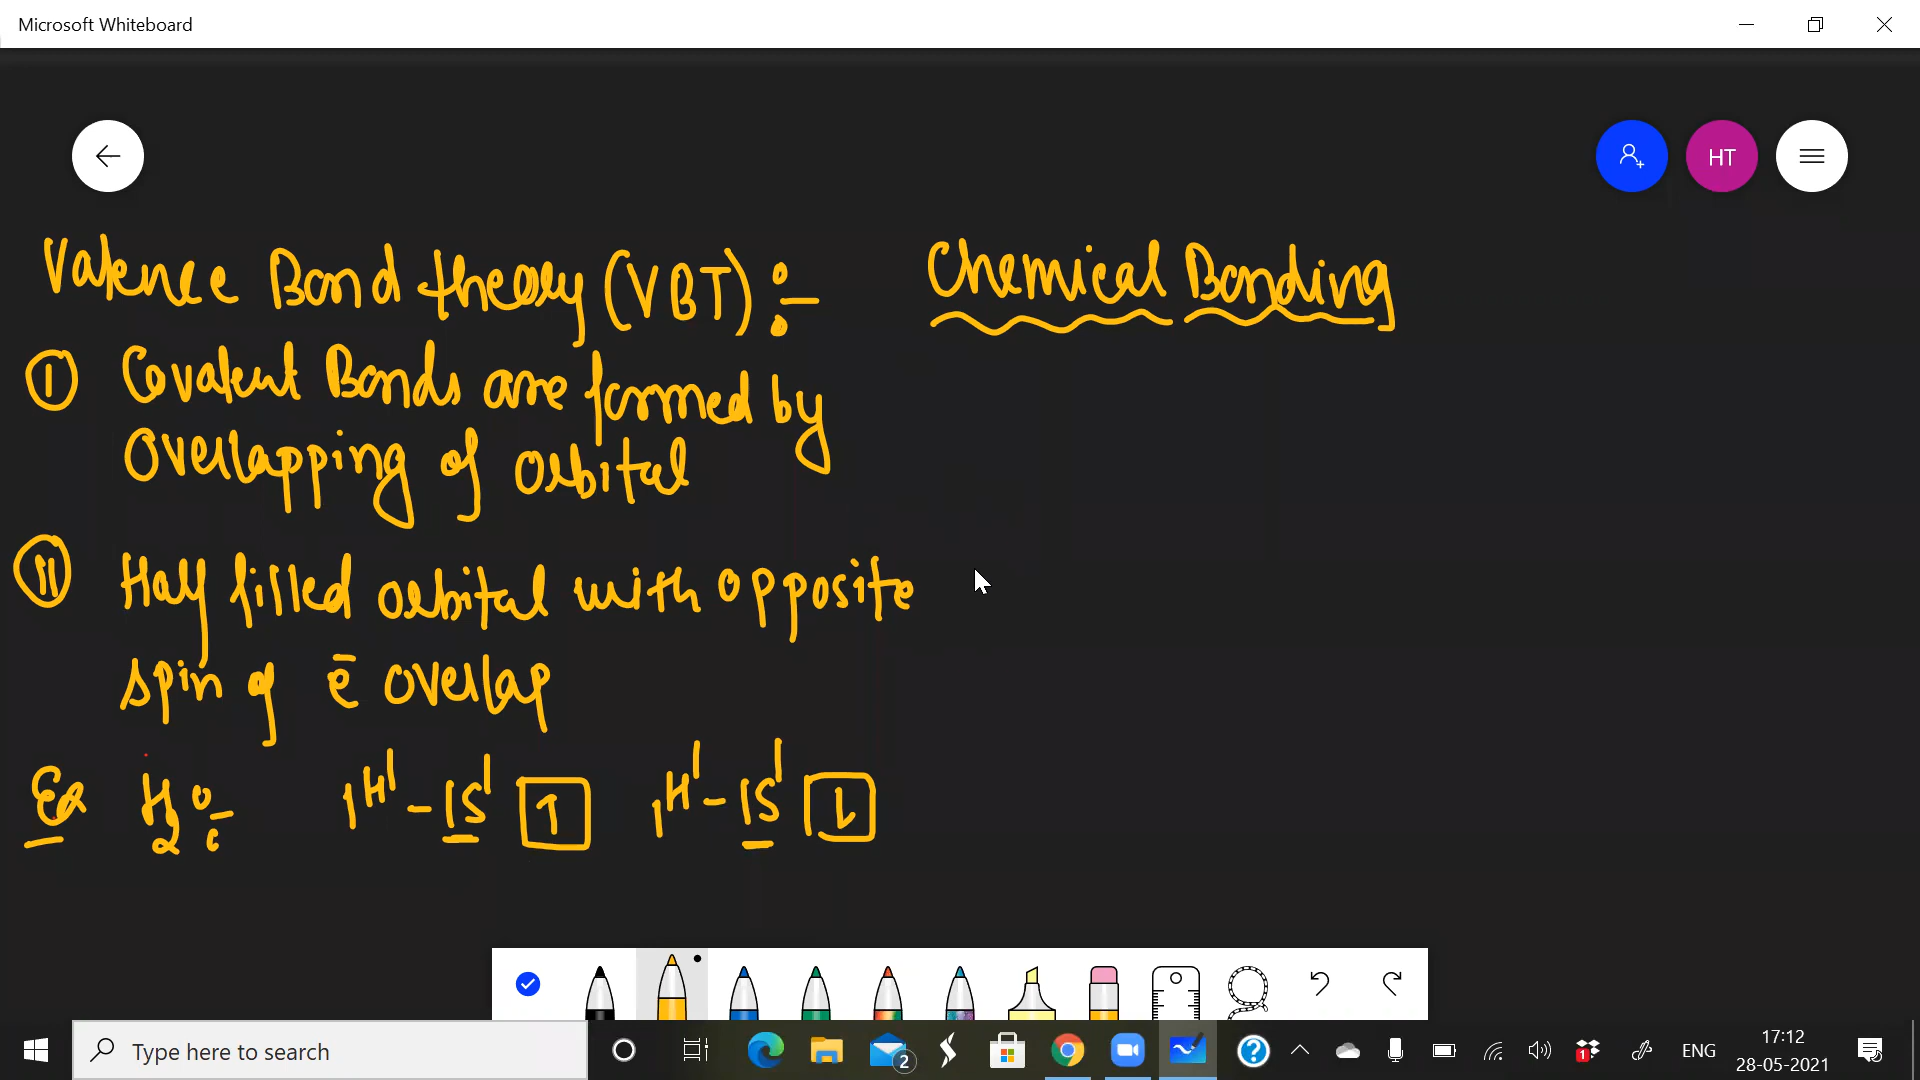 Microsoft Whiteboard
HT
Valence Bond theory (VBT) :-
Chemical Bonding
I Covalent Bonds are formed by
Overlapping of Orbital
II Half filled orbital with opposite
spin of ē overlap
Ex H₂ :- ₁H¹ - 1S¹ ↑ ₁H¹ - 1S¹ ↓
Type here to search
2
1
ENG
17:12
28-05-2021